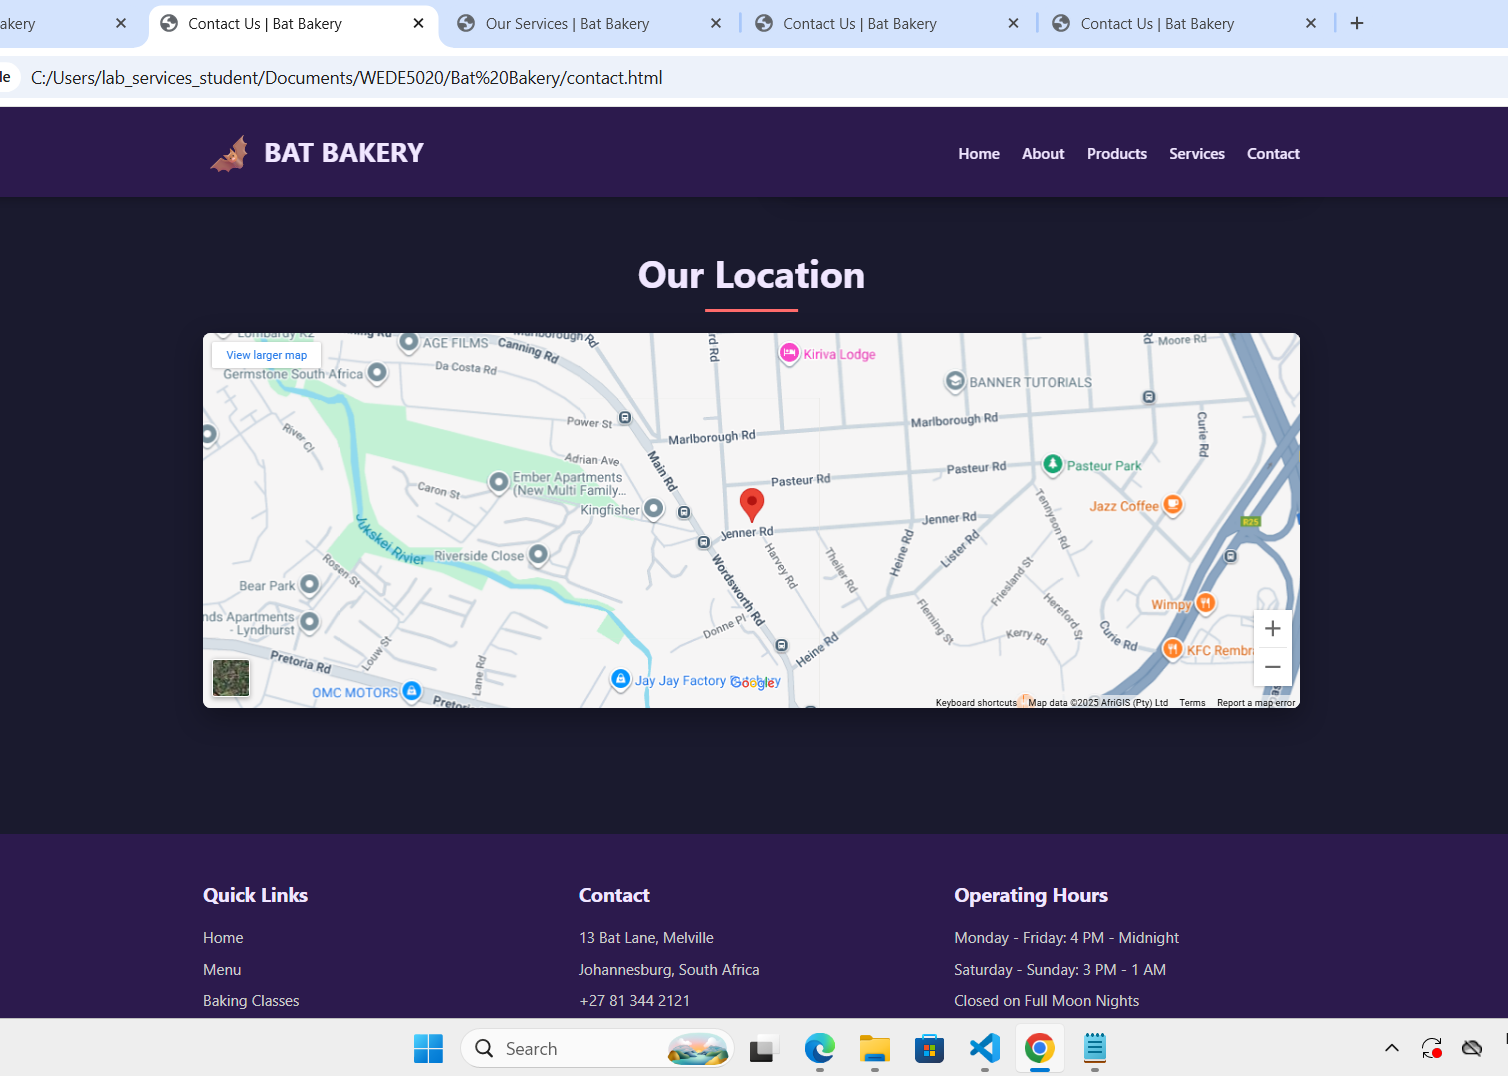 akery
Contact Us | Bat Bakery
Our Services | Bat Bakery
Contact Us | Bat Bakery
Contact Us | Bat Bakery
le
C:/Users/lab_services_student/Documents/WEDE5020/Bat%20Bakery/contact.html
BAT BAKERY
Home
About
Products
Services
Contact
Our Location
View larger map
AGE FILMS
Canning Rd
Marlborough Rd
Kiriva Lodge
Moore Rd
Germstone South Africa
Da Costa Rd
BANNER TUTORIALS
Power St
Marlborough Rd
Marlborough Rd
Curie Rd
River Cl
Adrian Ave
Main Rd
Pasteur Rd
Pasteur Rd
Pasteur Park
Ember Apartments
(New Multi Family...
Caron St
Kingfisher
Jazz Coffee
Tennyson Rd
Jukskei Rivier
Jenner Rd
Jenner Rd
R25
Riverside Close
Harvey Rd
Theiler Rd
Heine Rd
Lister Rd
Rosen St
Bear Park
Wordsworth Rd
Friesland St
Wimpy
nds Apartments
- Lyndhurst
Donne Pl
Fleming St
Hereford St
Kerry Rd
Curie Rd
Heine Rd
KFC Rembra
Pretoria Rd
Louw St
Lane Rd
OMC MOTORS
Jay Jay Factory
Google
Keyboard shortcuts
Map data ©2025 AfriGIS (Pty) Ltd
Terms
Report a map error
Quick Links
Home
Menu
Baking Classes
Contact
13 Bat Lane, Melville
Johannesburg, South Africa
+27 81 344 2121
Operating Hours
Monday - Friday: 4 PM - Midnight
Saturday - Sunday: 3 PM - 1 AM
Closed on Full Moon Nights
Search